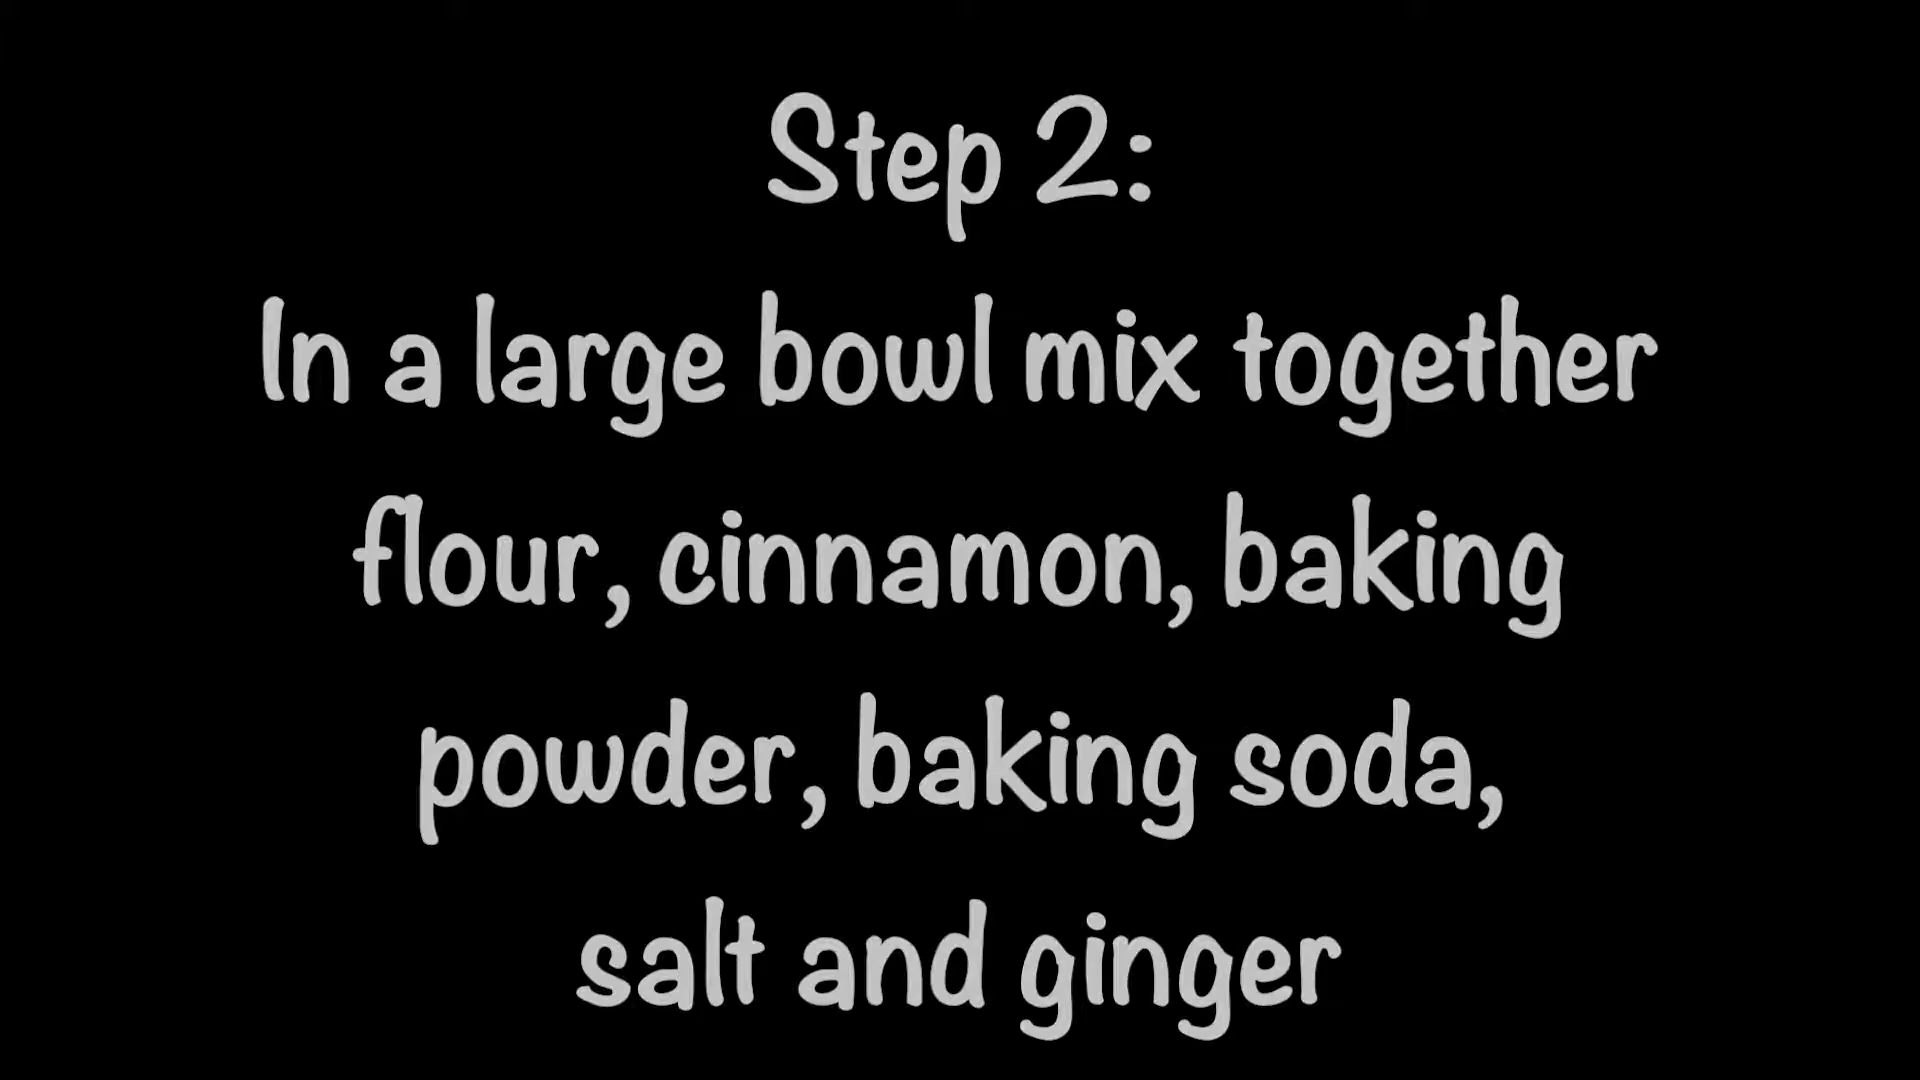 Step 2:
In a large bowl mix together
flour, cinnamon, baking
powder, baking soda,
salt and ginger